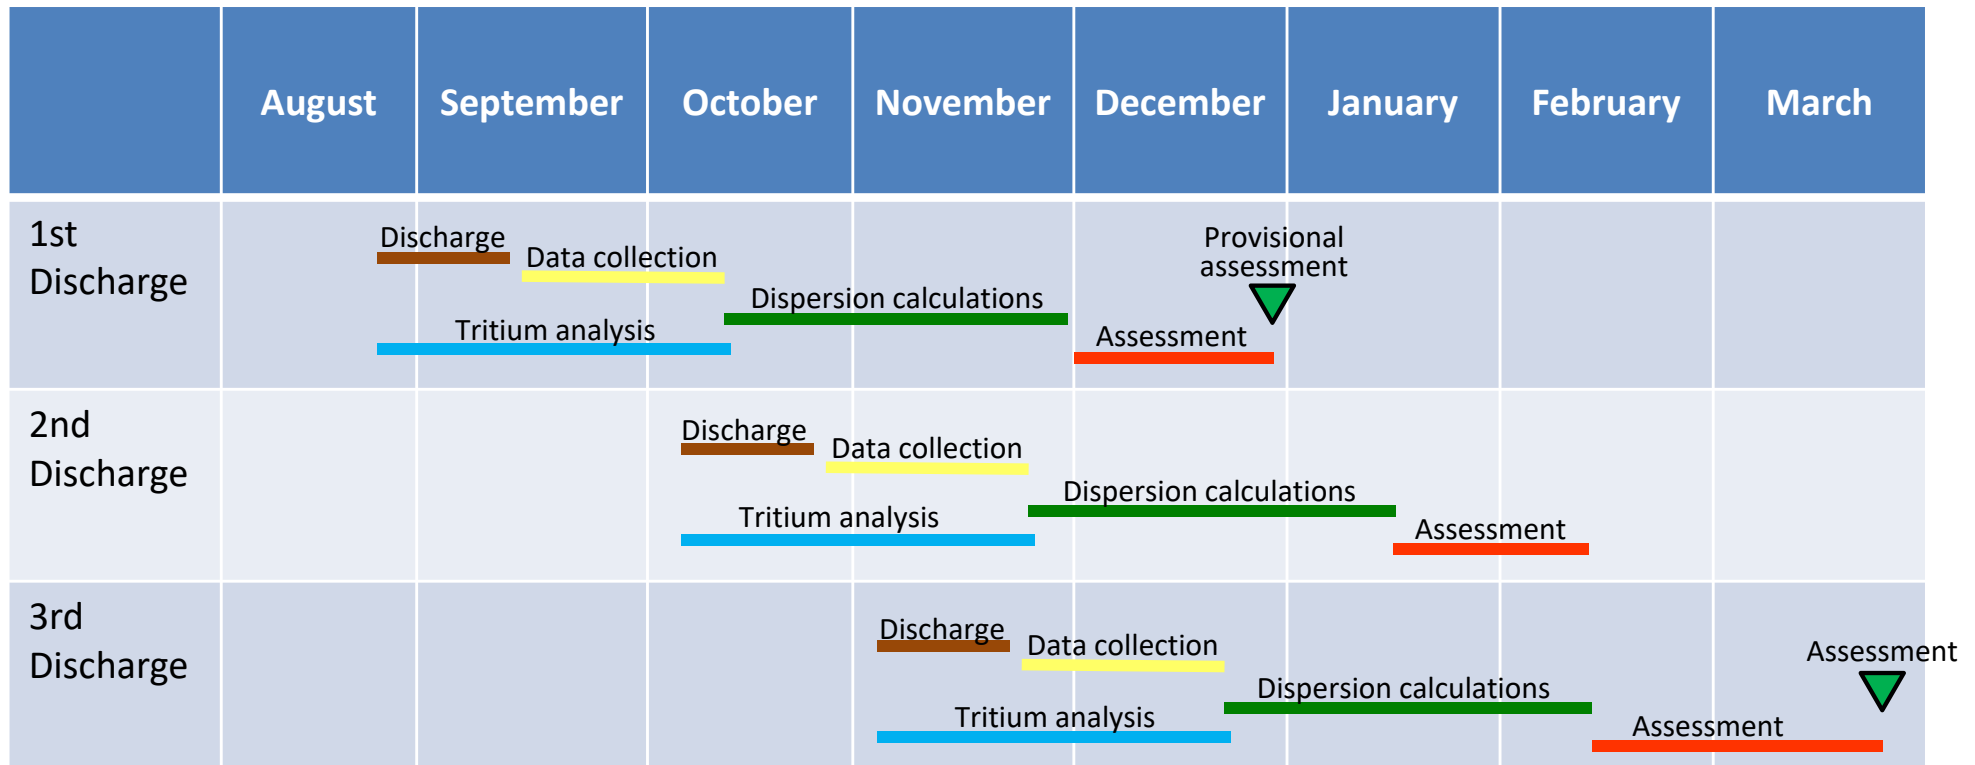 August September October November December January February March
1st
Discharge
Discharge
Data collection
Dispersion calculations
Tritium analysis
Assessment
Provisional
assessment
2nd
Discharge
Discharge
Data collection
Dispersion calculations
Tritium analysis
Assessment
3rd
Discharge
Discharge
Data collection
Dispersion calculations
Tritium analysis
Assessment
Assessment